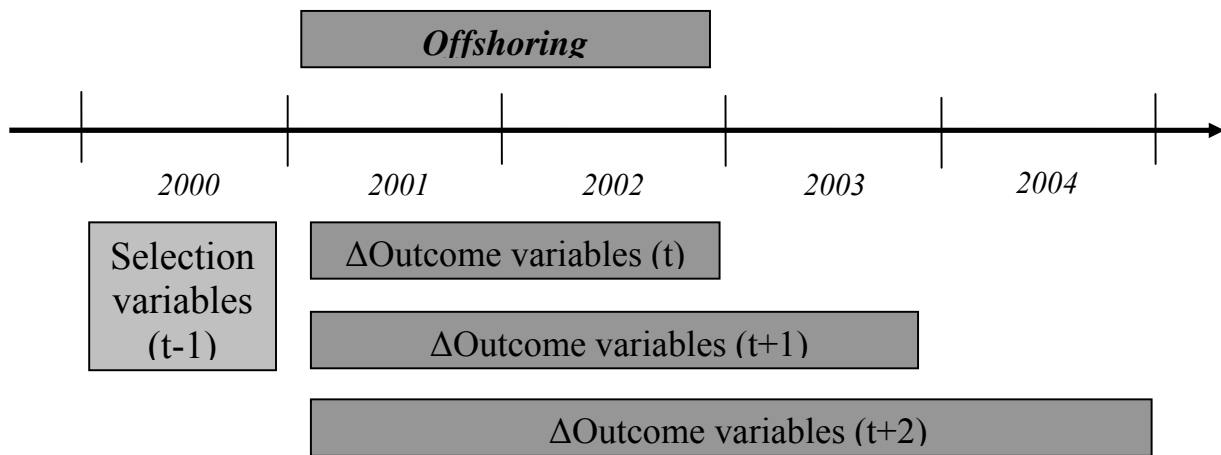 Offshoring
2000 2001 2002 2003 2004
Selection
variables
(t-1)
ΔOutcome variables (t)
ΔOutcome variables (t+1)
ΔOutcome variables (t+2)